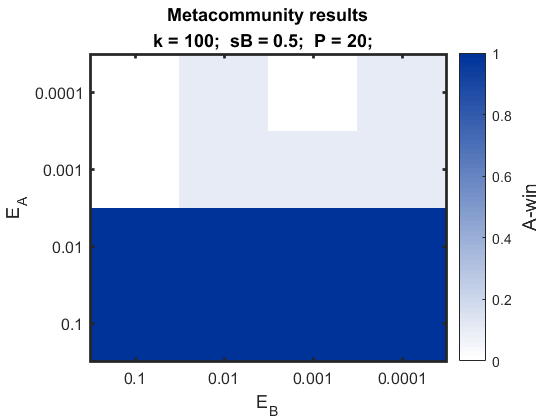 Metacommunity results
k = 100; sB = 0.5; P = 20;
0.0001
0.001
0.01
0.1
E_A
0.1 0.01 0.001 0.0001
E_B
1
0.8
0.6
0.4
0.2
0
A-win